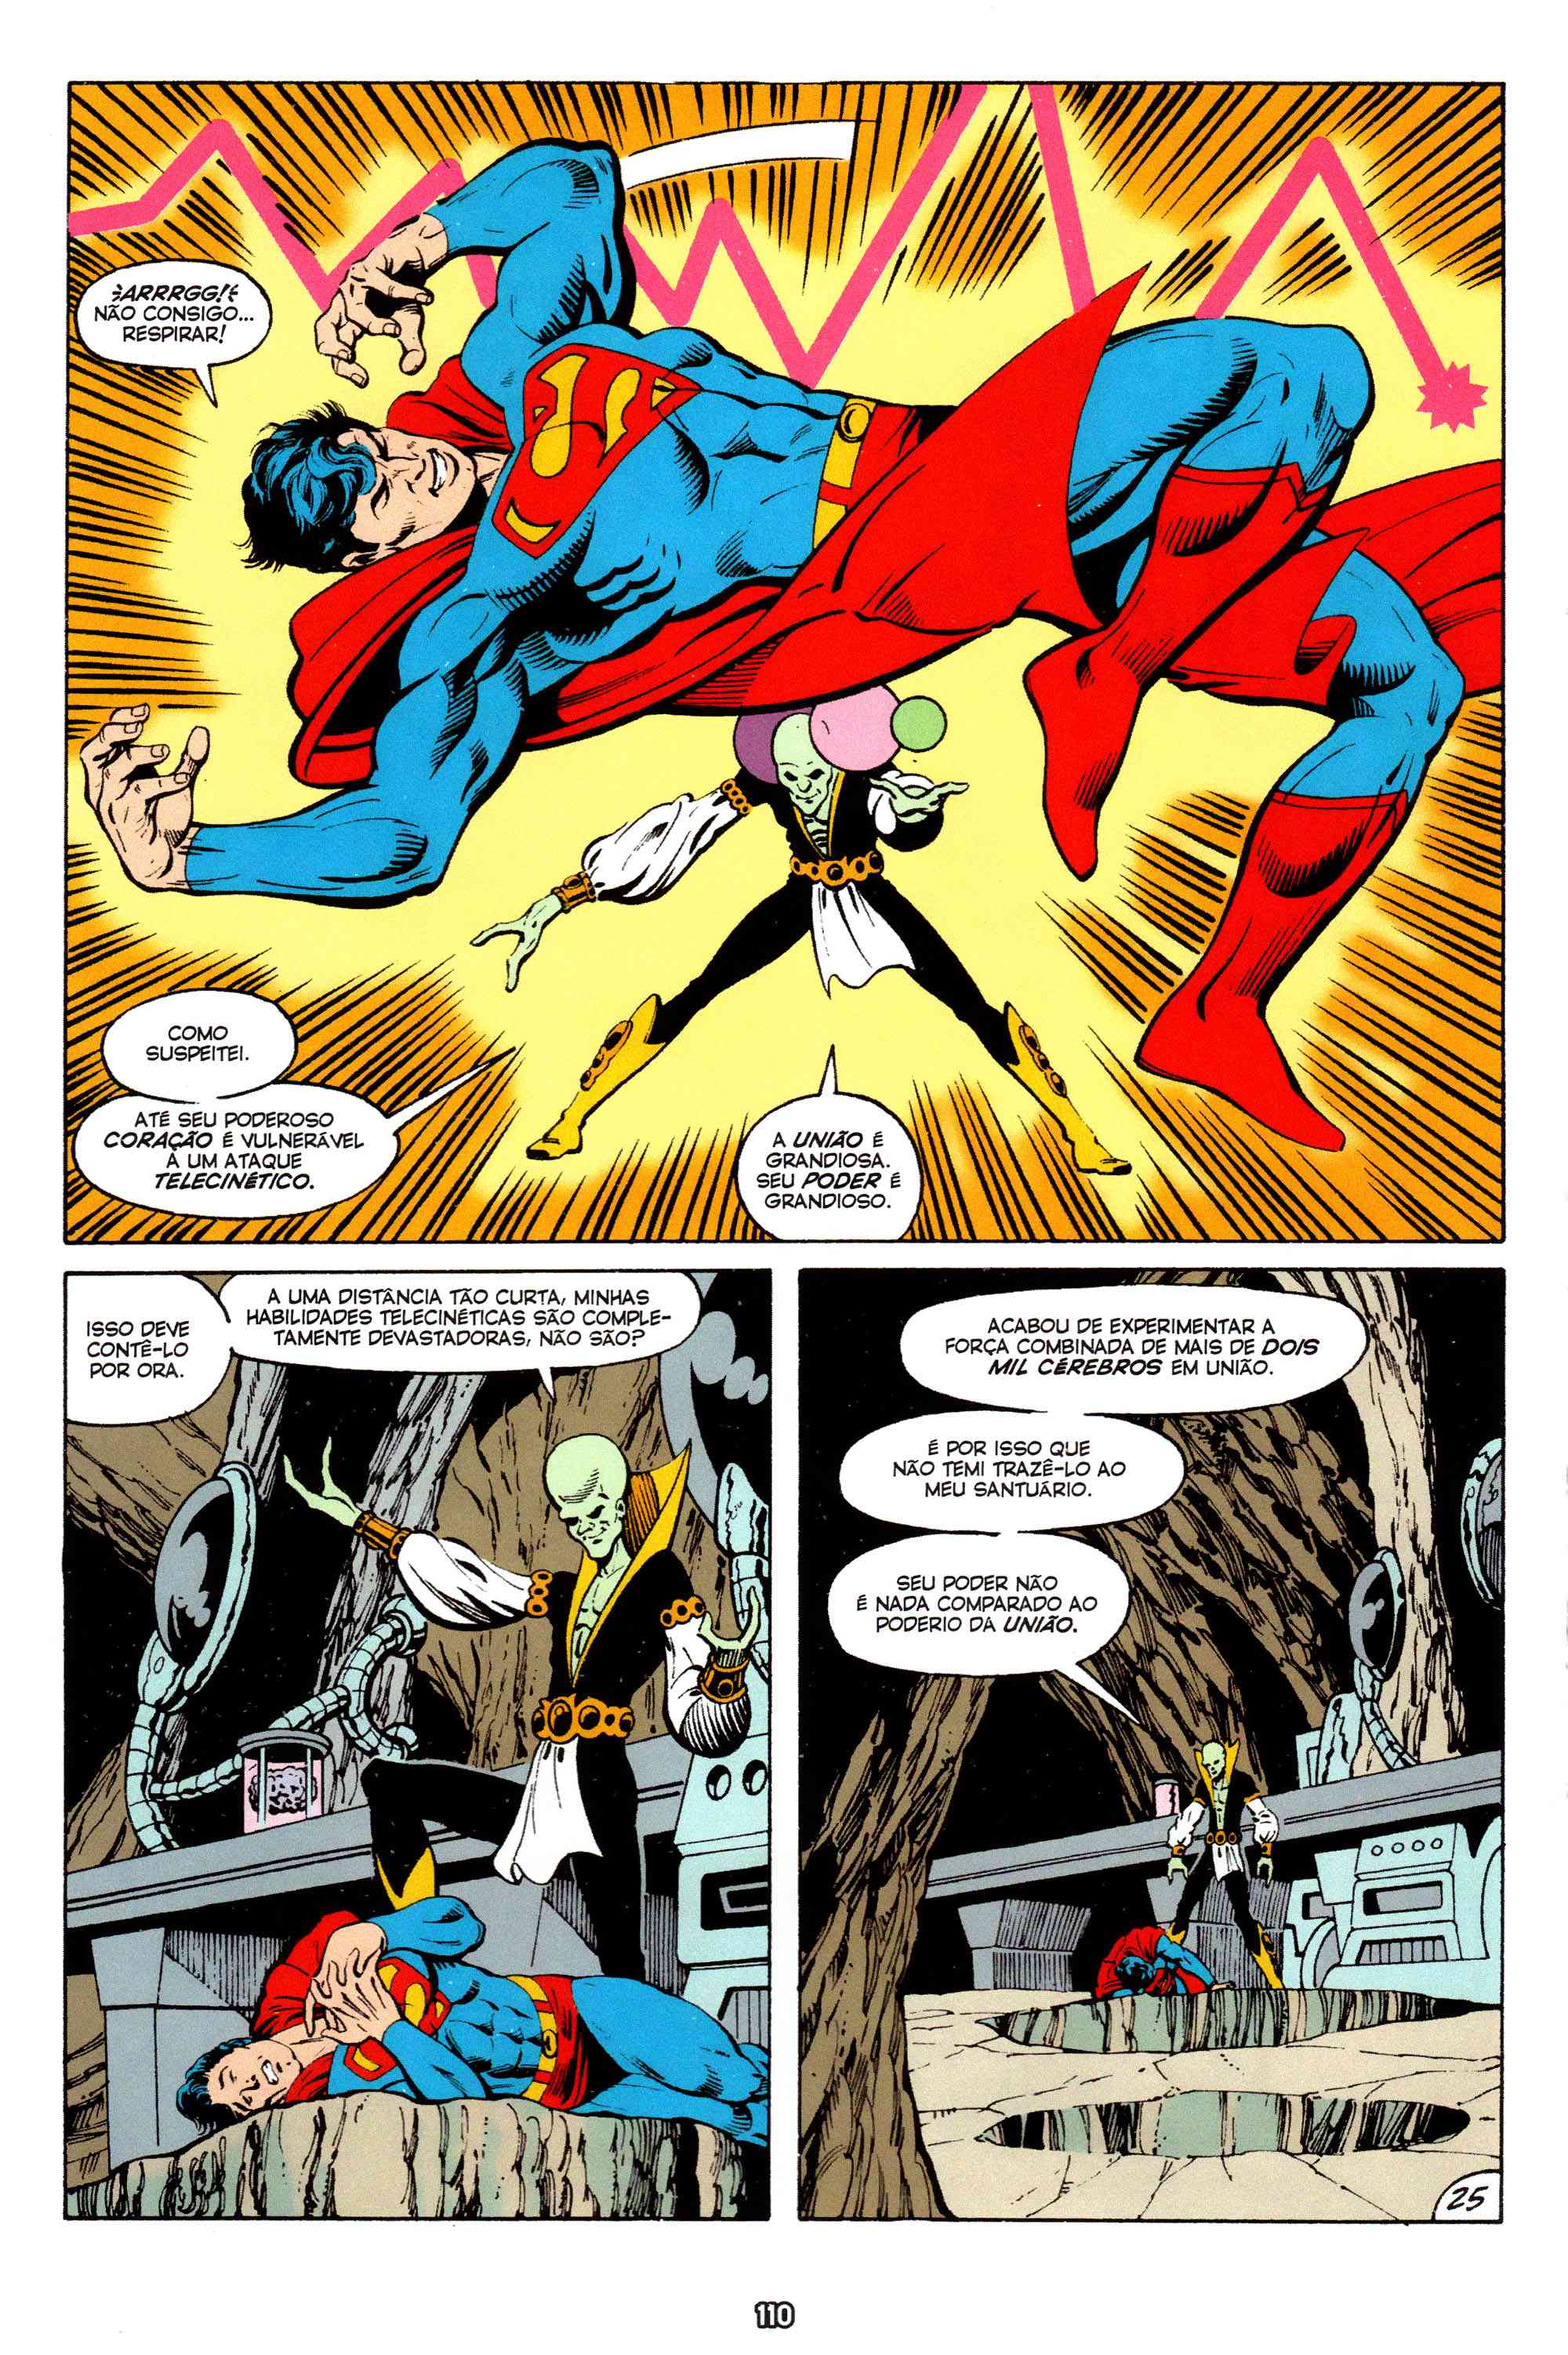 ARRRGG!
NÃO CONSIGO...
RESPIRAR!
COMO
SUSPEITEI.
ATÉ SEU PODEROSO
CORAÇÃO É VULNERÁVEL
A UM ATAQUE
TELECINÉTICO.
A UNIÃO É
GRANDIOSA.
SEU PODER É
GRANDIOSO.
ISSO DEVE
CONTÊ-LO
POR ORA.
A UMA DISTÂNCIA TÃO CURTA, MINHAS
HABILIDADES TELECINÉTICAS SÃO COMPLE-
TAMENTE DEVASTADORAS, NÃO SÃO?
ACABOU DE EXPERIMENTAR A
FORÇA COMBINADA DE MAIS DE DOIS
MIL CÉREBROS EM UNIÃO.
É POR ISSO QUE
NÃO TEMI TRAZÊ-LO AO
MEU SANTUÁRIO.
SEU PODER NÃO
É NADA COMPARADO AO
PODERIO DA UNIÃO.
25
110